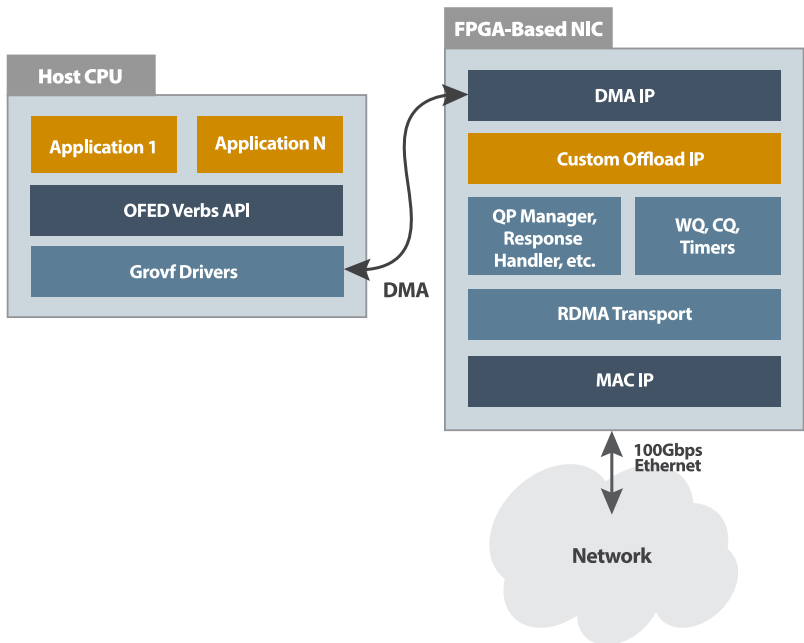 Host CPU
Application 1
Application N
OFED Verbs API
Grovf Drivers
DMA
FPGA-Based NIC
DMA IP
Custom Offload IP
QP Manager,
Response
Handler, etc.
WQ, CQ,
Timers
RDMA Transport
MAC IP
100Gbps
Ethernet
Network